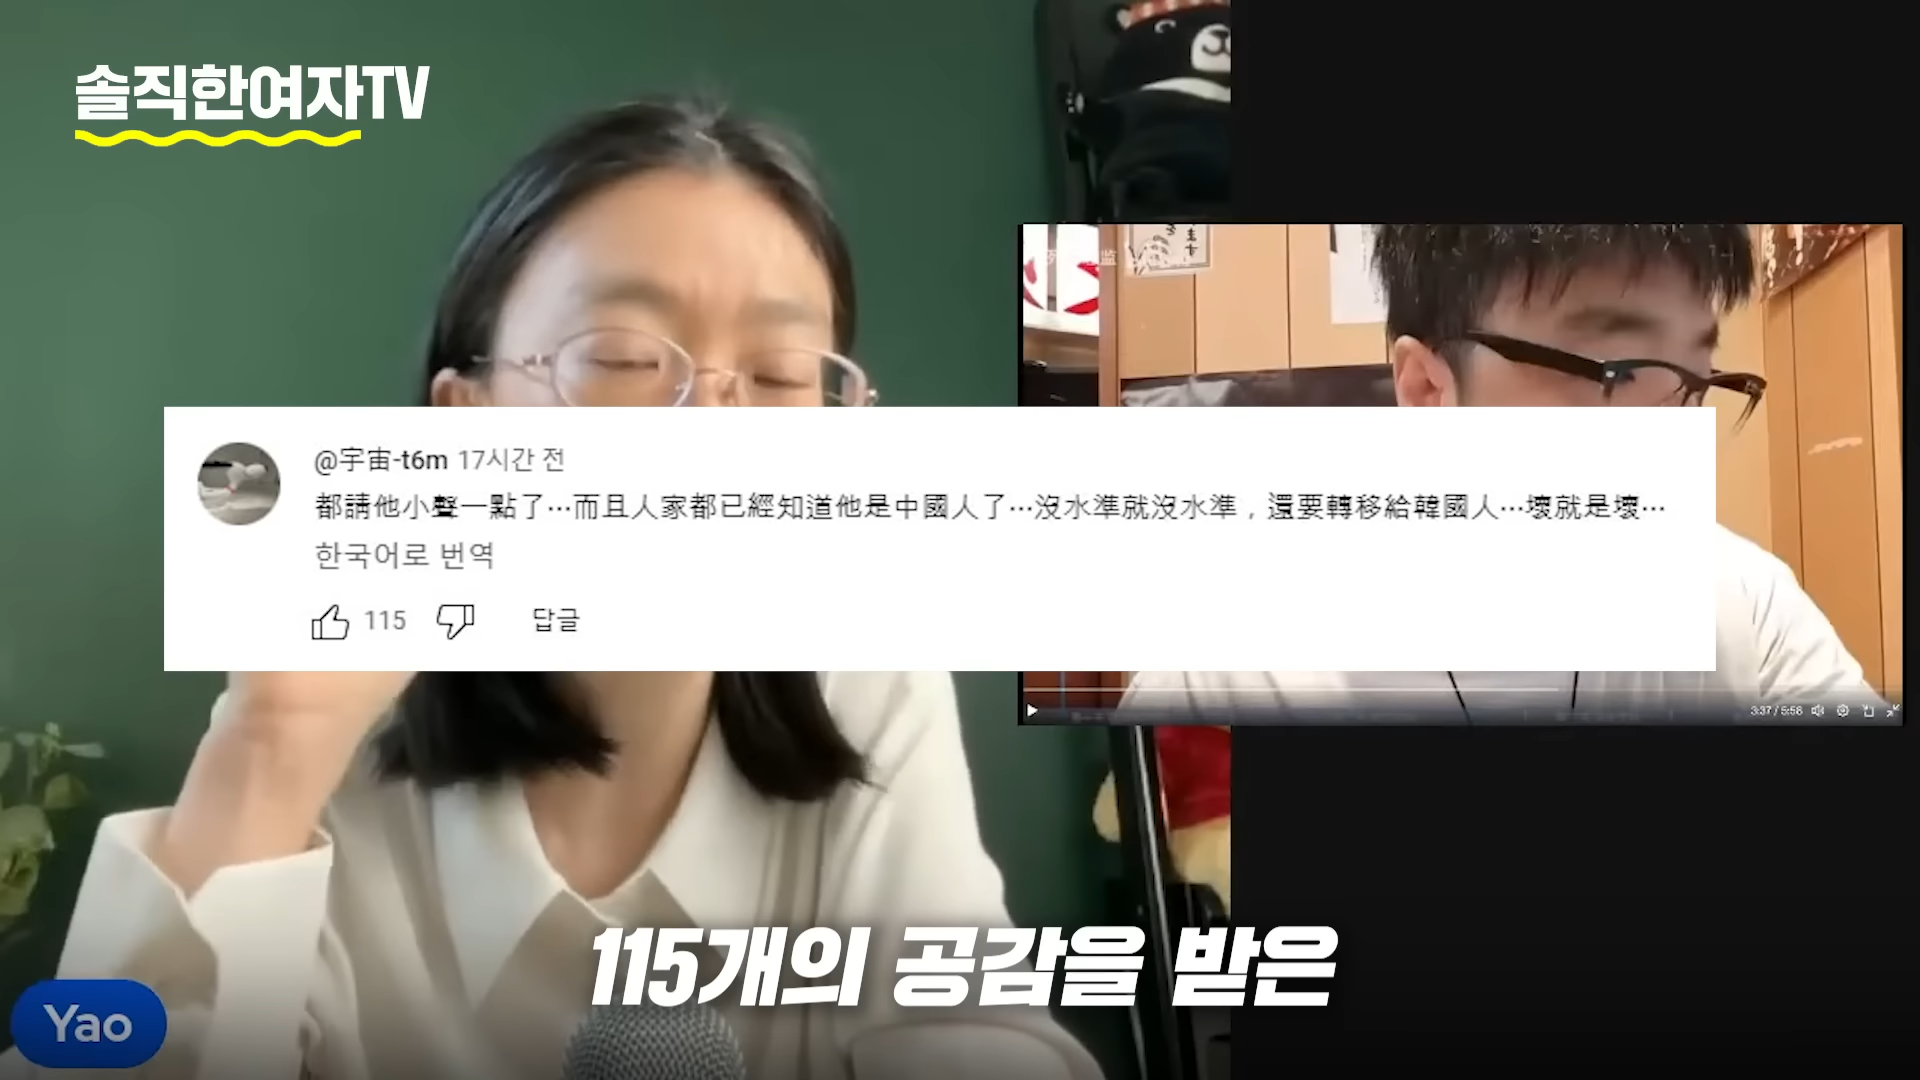 솔직한여자TV
@宇宙-t6m 17시간 전
都請他小聲一點了…而且人家都已經知道他是中國人了…沒水準就沒水準，還要轉移給韓國人…壞就是壞…
한국어로 번역
115
답글
3:37 / 5:58
115개의 공감을 받은
Yao